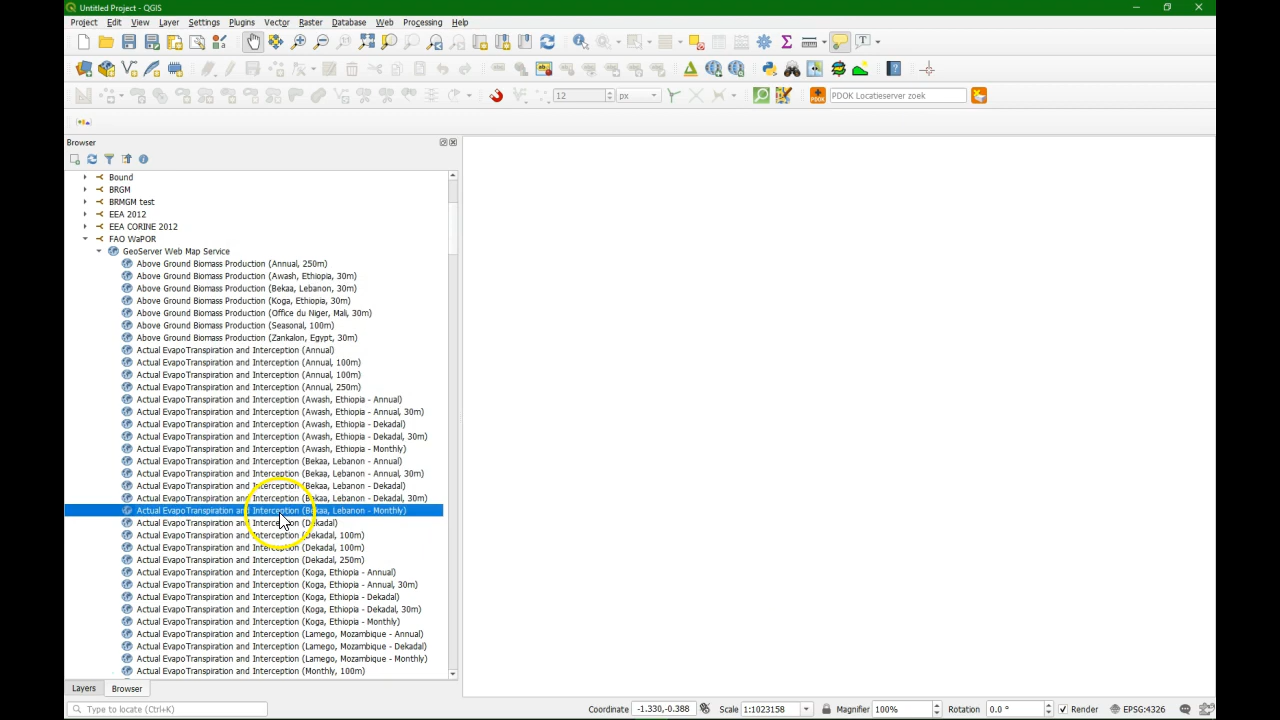 Untitled Project - QGIS
Project Edit View Layer Settings Plugins Vector Raster Database Web Processing Help
12 px PDOK PDOK Locatieserver zoek
Browser
Bound
BRGM
BRMGM test
EEA 2012
EEA CORINE 2012
FAO WaPOR
GeoServer Web Map Service
Above Ground Biomass Production (Annual, 250m)
Above Ground Biomass Production (Awash, Ethiopia, 30m)
Above Ground Biomass Production (Bekaa, Lebanon, 30m)
Above Ground Biomass Production (Koga, Ethiopia, 30m)
Above Ground Biomass Production (Office du Niger, Mali, 30m)
Above Ground Biomass Production (Seasonal, 100m)
Above Ground Biomass Production (Zankalon, Egypt, 30m)
Actual EvapoTranspiration and Interception (Annual)
Actual EvapoTranspiration and Interception (Annual, 100m)
Actual EvapoTranspiration and Interception (Annual, 100m)
Actual EvapoTranspiration and Interception (Annual, 250m)
Actual EvapoTranspiration and Interception (Awash, Ethiopia - Annual)
Actual EvapoTranspiration and Interception (Awash, Ethiopia - Annual, 30m)
Actual EvapoTranspiration and Interception (Awash, Ethiopia - Dekadal)
Actual EvapoTranspiration and Interception (Awash, Ethiopia - Dekadal, 30m)
Actual EvapoTranspiration and Interception (Awash, Ethiopia - Monthly)
Actual EvapoTranspiration and Interception (Bekaa, Lebanon - Annual)
Actual EvapoTranspiration and Interception (Bekaa, Lebanon - Annual, 30m)
Actual EvapoTranspiration and Interception (Bekaa, Lebanon - Dekadal)
Actual EvapoTranspiration and Interception (Bekaa, Lebanon - Dekadal, 30m)
Actual EvapoTranspiration and Interception (Bekaa, Lebanon - Monthly)
Actual EvapoTranspiration and Interception (Dekadal)
Actual EvapoTranspiration and Interception (Dekadal, 100m)
Actual EvapoTranspiration and Interception (Dekadal, 100m)
Actual EvapoTranspiration and Interception (Dekadal, 250m)
Actual EvapoTranspiration and Interception (Koga, Ethiopia - Annual)
Actual EvapoTranspiration and Interception (Koga, Ethiopia - Annual, 30m)
Actual EvapoTranspiration and Interception (Koga, Ethiopia - Dekadal)
Actual EvapoTranspiration and Interception (Koga, Ethiopia - Dekadal, 30m)
Actual EvapoTranspiration and Interception (Koga, Ethiopia - Monthly)
Actual EvapoTranspiration and Interception (Lamego, Mozambique - Annual)
Actual EvapoTranspiration and Interception (Lamego, Mozambique - Dekadal)
Actual EvapoTranspiration and Interception (Lamego, Mozambique - Monthly)
Actual EvapoTranspiration and Interception (Monthly, 100m)
Layers Browser
Type to locate (Ctrl+K) Coordinate -1.330,-0.388 Scale 1:1023158 Magnifier 100% Rotation 0.0 ° Render EPSG:4326